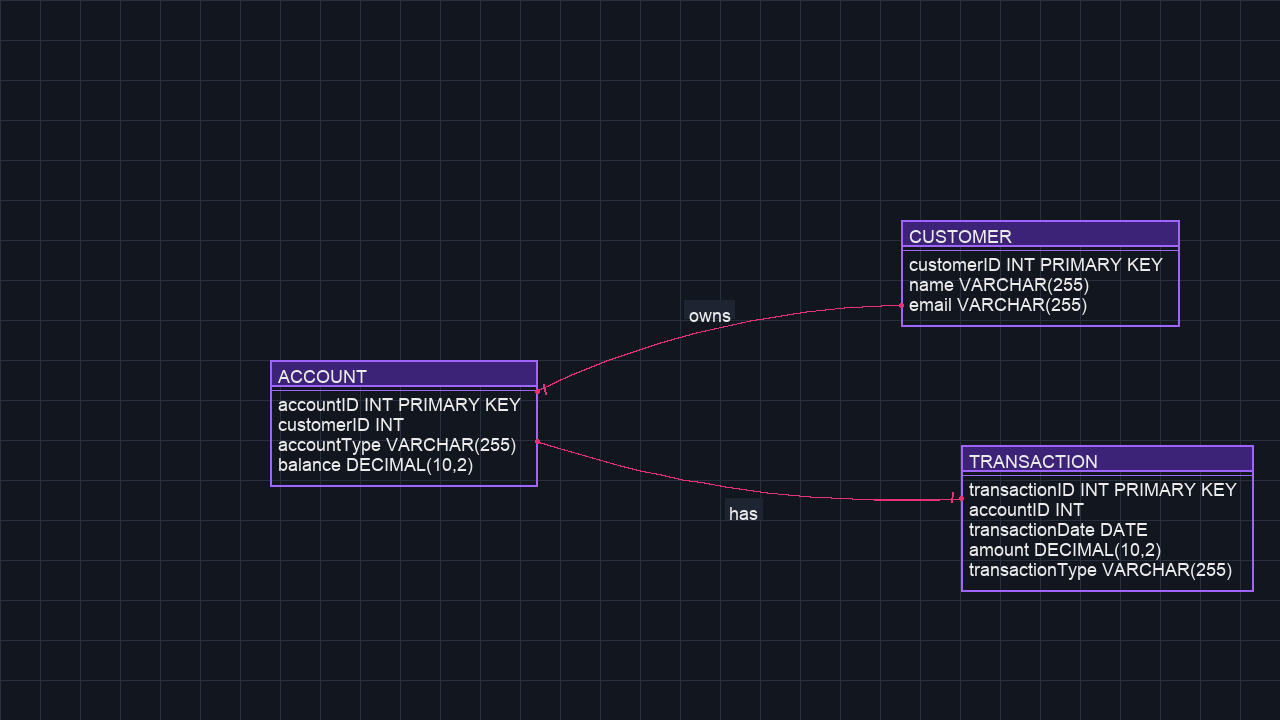 CUSTOMER
customerID INT PRIMARY KEY
name VARCHAR(255)
email VARCHAR(255)
owns
ACCOUNT
accountID INT PRIMARY KEY
customerID INT
accountType VARCHAR(255)
balance DECIMAL(10,2)
has
TRANSACTION
transactionID INT PRIMARY KEY
accountID INT
transactionDate DATE
amount DECIMAL(10,2)
transactionType VARCHAR(255)